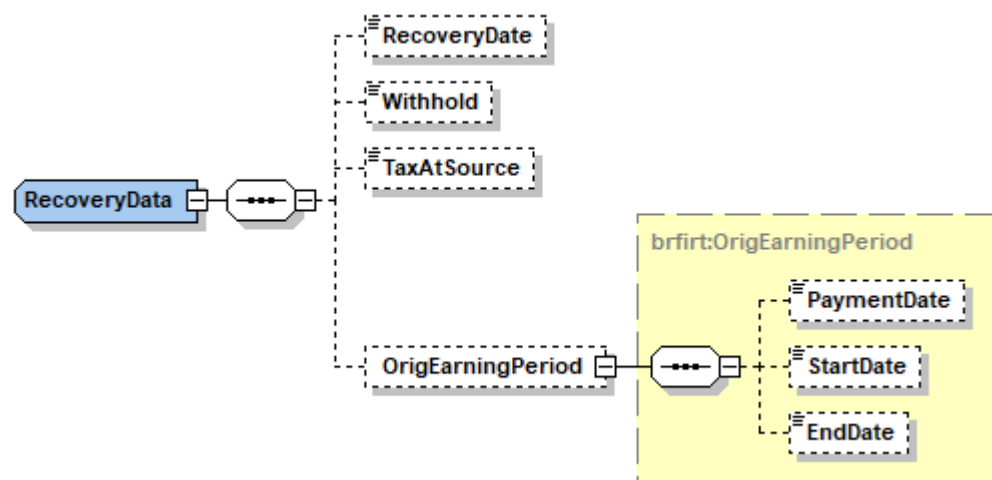 RecoveryDate
Withhold
TaxAtSource
RecoveryData
brfirt:OrigEarningPeriod
PaymentDate
OrigEarningPeriod
StartDate
EndDate